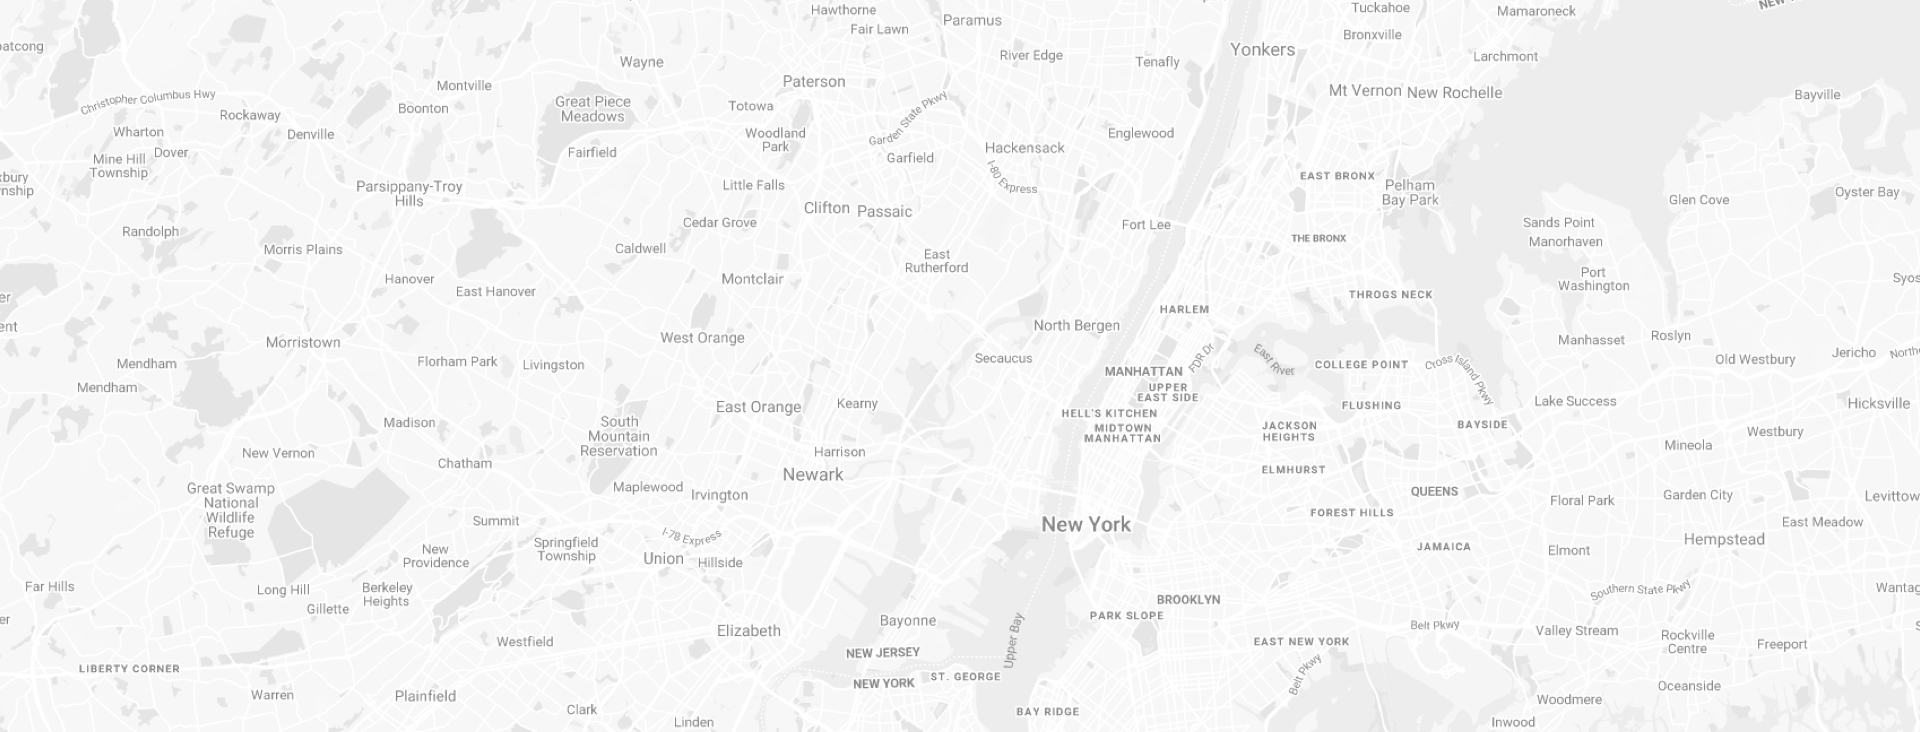 Hawthorne
Paramus
Tuckahoe
Mamaroneck
Fair Lawn
Bronxville
Yonkers
River Edge
Larchmont
Wayne
Tenafly
Paterson
Montville
Mt Vernon
New Rochelle
Bayville
Christopher Columbus Hwy
Great Piece
Meadows
Totowa
Boonton
Rockaway
Garden State Pkwy
Wharton
Denville
Woodland
Park
Englewood
Hackensack
Dover
Mine Hill
Township
Fairfield
Garfield
I-80 Express
EAST BRONX
Parsippany-Troy
Hills
Little Falls
Pelham
Bay Park
Oyster Bay
Glen Cove
Clifton
Passaic
Cedar Grove
Fort Lee
Sands Point
Randolph
Morris Plains
Caldwell
THE BRONX
Manorhaven
East
Rutherford
Hanover
Montclair
Port
Washington
East Hanover
THROGS NECK
HARLEM
North Bergen
West Orange
Morristown
Manhasset
Roslyn
Mendham
Florham Park
Livingston
Secaucus
FDR Dr
East River
COLLEGE POINT
Cross Island Pkwy
Old Westbury
Jericho
MANHATTAN
Mendham
UPPER
EAST SIDE
Lake Success
Hicksville
East Orange
Kearny
HELL'S KITCHEN
FLUSHING
Madison
South
Mountain
Reservation
MIDTOWN
MANHATTAN
JACKSON
HEIGHTS
BAYSIDE
Westbury
Mineola
New Vernon
Chatham
Harrison
Newark
ELMHURST
Great Swamp
National
Wildlife
Refuge
Maplewood
Irvington
QUEENS
Floral Park
Garden City
FOREST HILLS
Summit
New York
East Meadow
I-78 Express
Springfield
Township
Hempstead
New
Providence
Union
Hillside
JAMAICA
Elmont
Far Hills
Long Hill
Berkeley
Heights
Southern State Pkwy
Gillette
BROOKLYN
PARK SLOPE
Bayonne
Upper Bay
Elizabeth
Belt Pkwy
Valley Stream
Westfield
EAST NEW YORK
Rockville
Centre
Freeport
NEW JERSEY
LIBERTY CORNER
NEW YORK
ST. GEORGE
Belt Pkwy
Oceanside
Warren
Plainfield
Woodmere
Clark
BAY RIDGE
Linden
Inwood